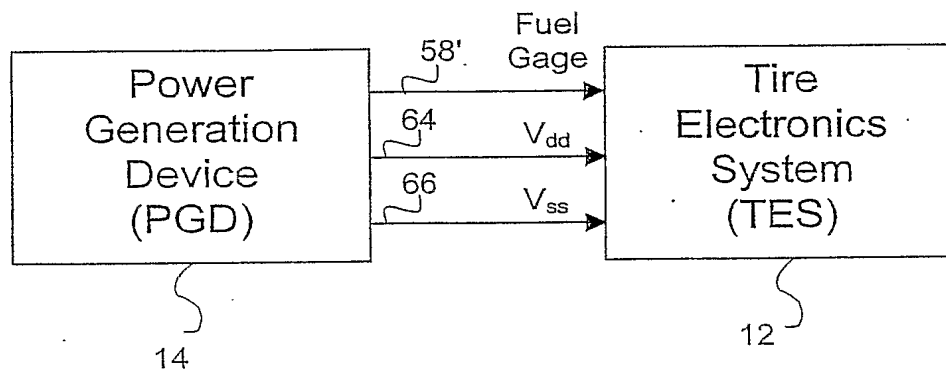 Power
Generation
Device
(PGD)
58'
Fuel
Gage
64
Vdd
66
Vss
Tire
Electronics
System
(TES)
14
12